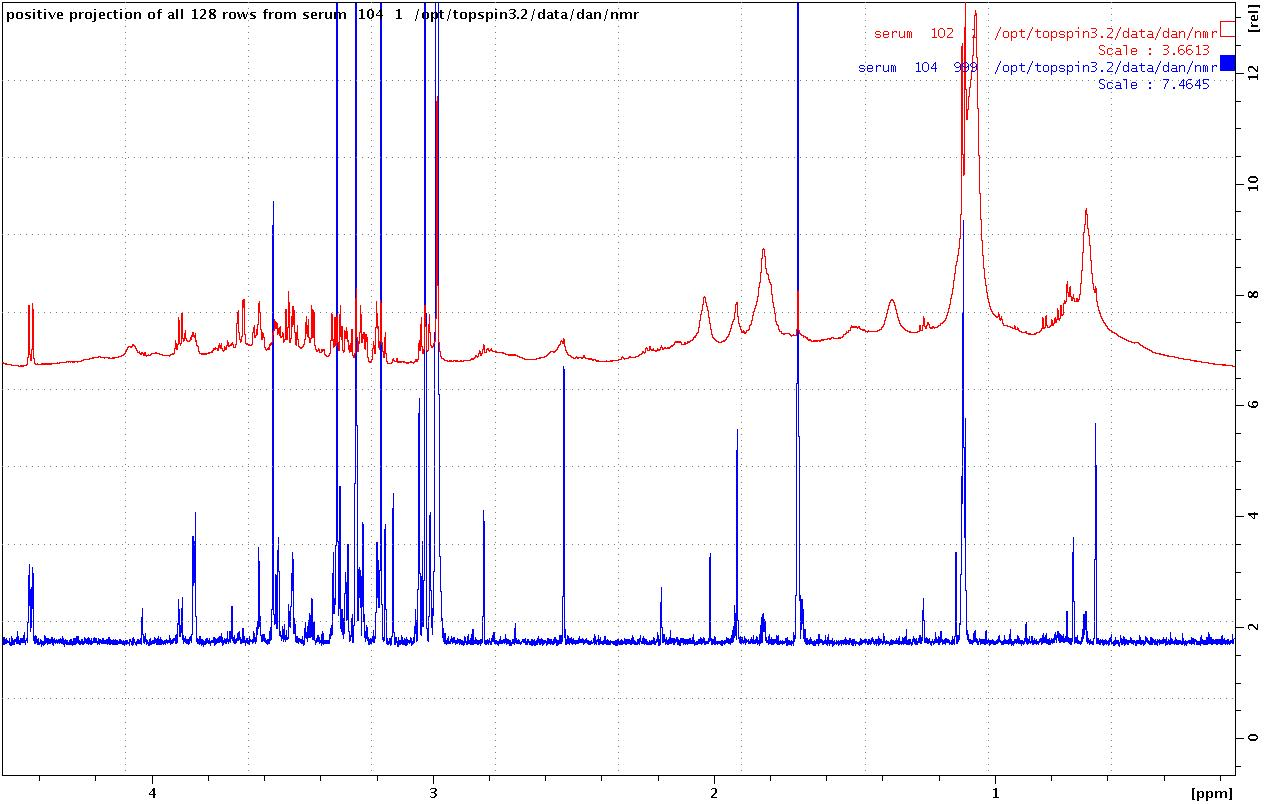 positive projection of all 128 rows from serum 104 1 /opt/topspin3.2/data/dan/nmr
[rel]
serum 102 1 /opt/topspin3.2/data/dan/nmr
Scale : 3.6613
serum 104 999 /opt/topspin3.2/data/dan/nmr
Scale : 7.4645
12
10
8
6
4
2
0
4 3 2 1 [ppm]